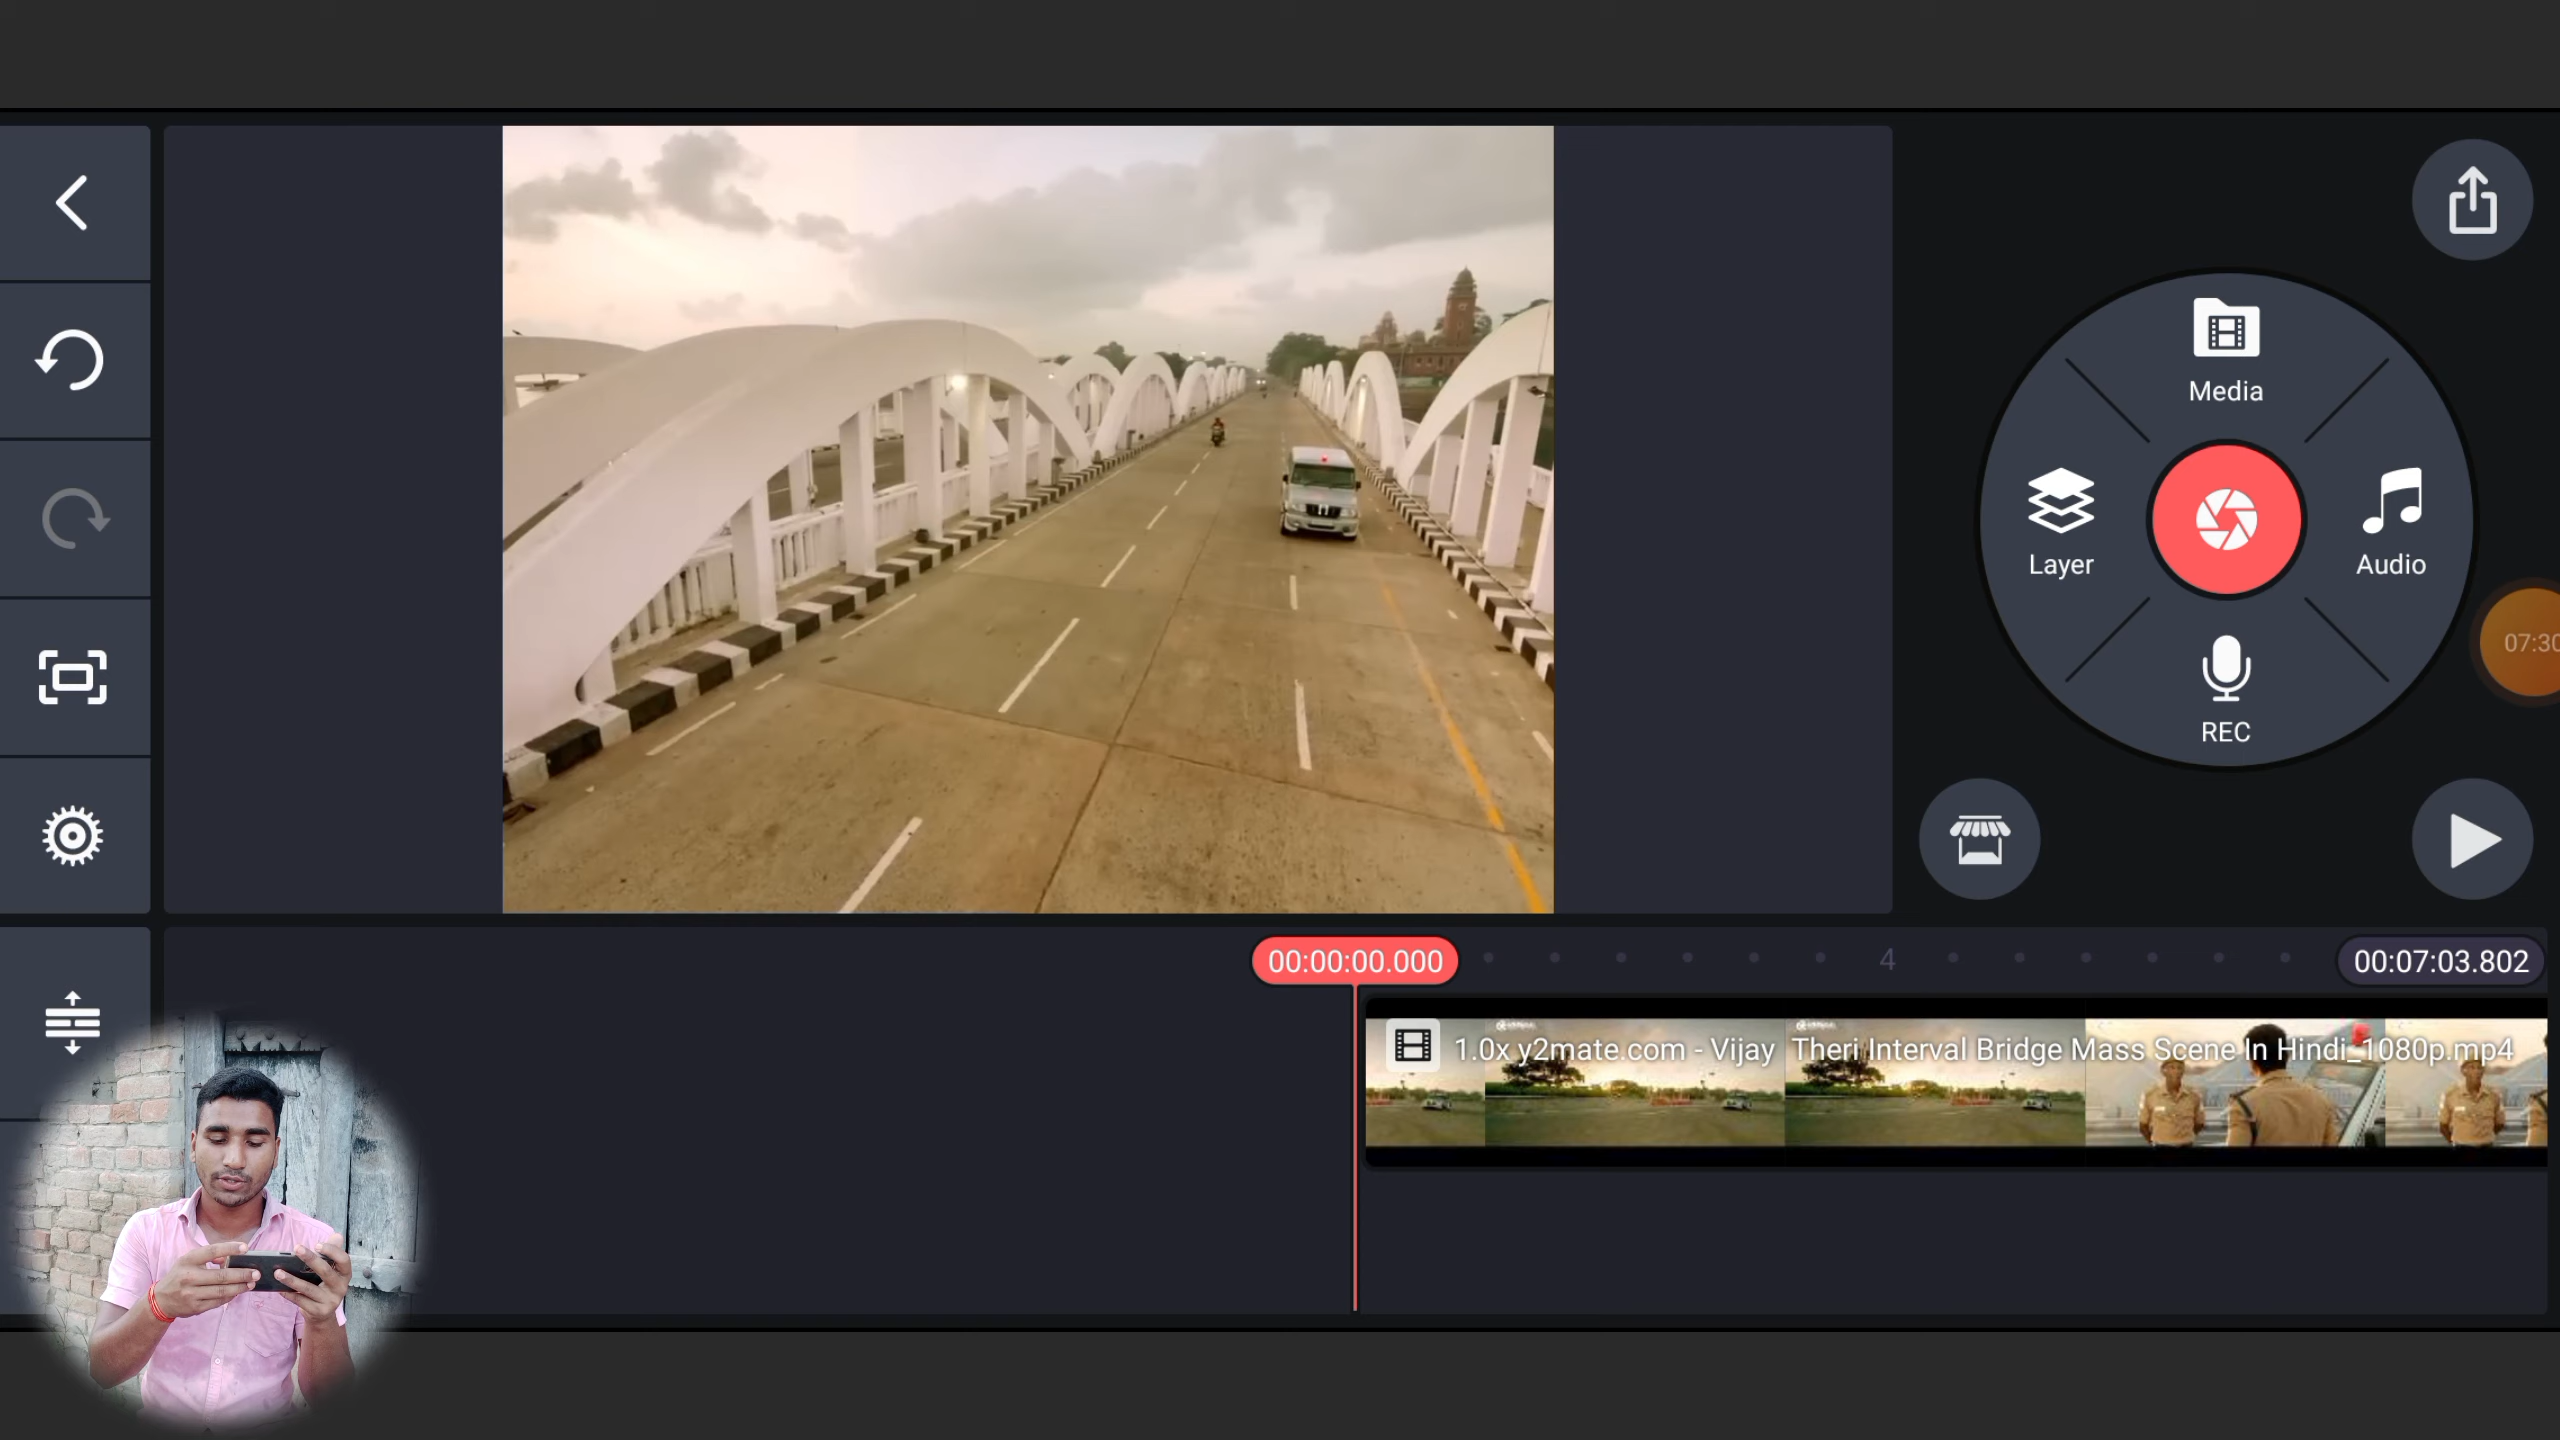 Media
Layer
Audio
07:30
REC
00:00:00.000
4
00:07:03.802
1.0x y2mate.com - Vijay Theri Interval Bridge Mass Scene In Hindi_1080p.mp4